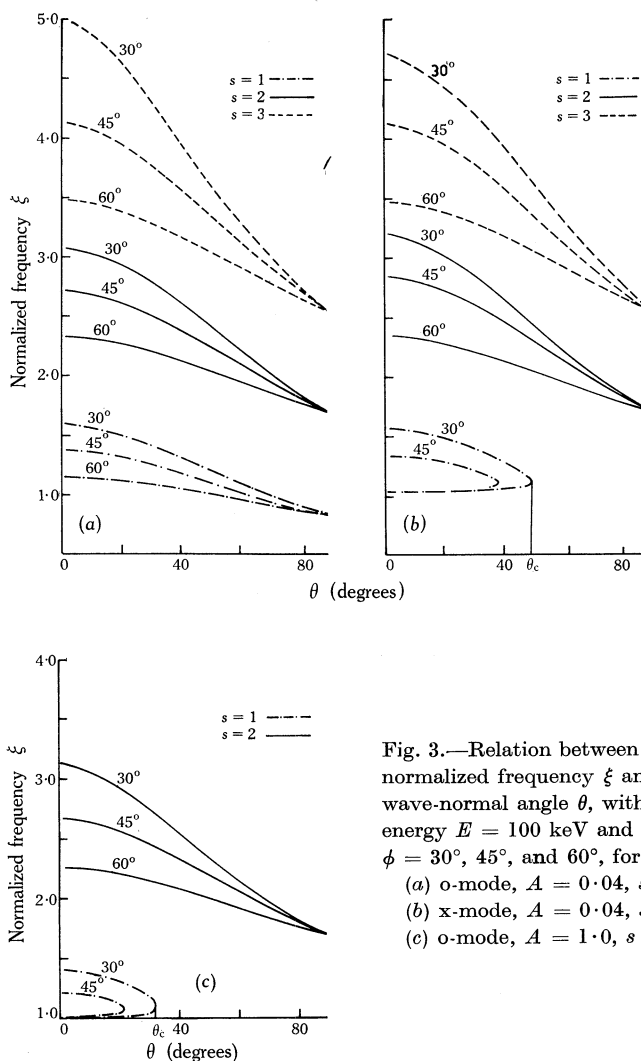 5·0
4·0
3·0
2·0
1·0
Normalized frequency ξ
s = 1
s = 2
s = 3
30°
45°
60°
30°
45°
60°
30°
45°
60°
(a)
0
40
80
s = 1
s = 2
s = 3
30°
45°
60°
30°
45°
60°
30°
45°
(b)
0
40
θc
80
θ (degrees)
4·0
3·0
2·0
1·0
Normalized frequency ξ
s = 1
s = 2
30°
45°
60°
30°
45°
(c)
0
θc
40
80
θ (degrees)
Fig. 3.—Relation between
normalized frequency ξ an
wave-normal angle θ, with
energy E = 100 keV and
ϕ = 30°, 45°, and 60°, for
(a) o-mode, A = 0·04,
(b) x-mode, A = 0·04,
(c) o-mode, A = 1·0, s